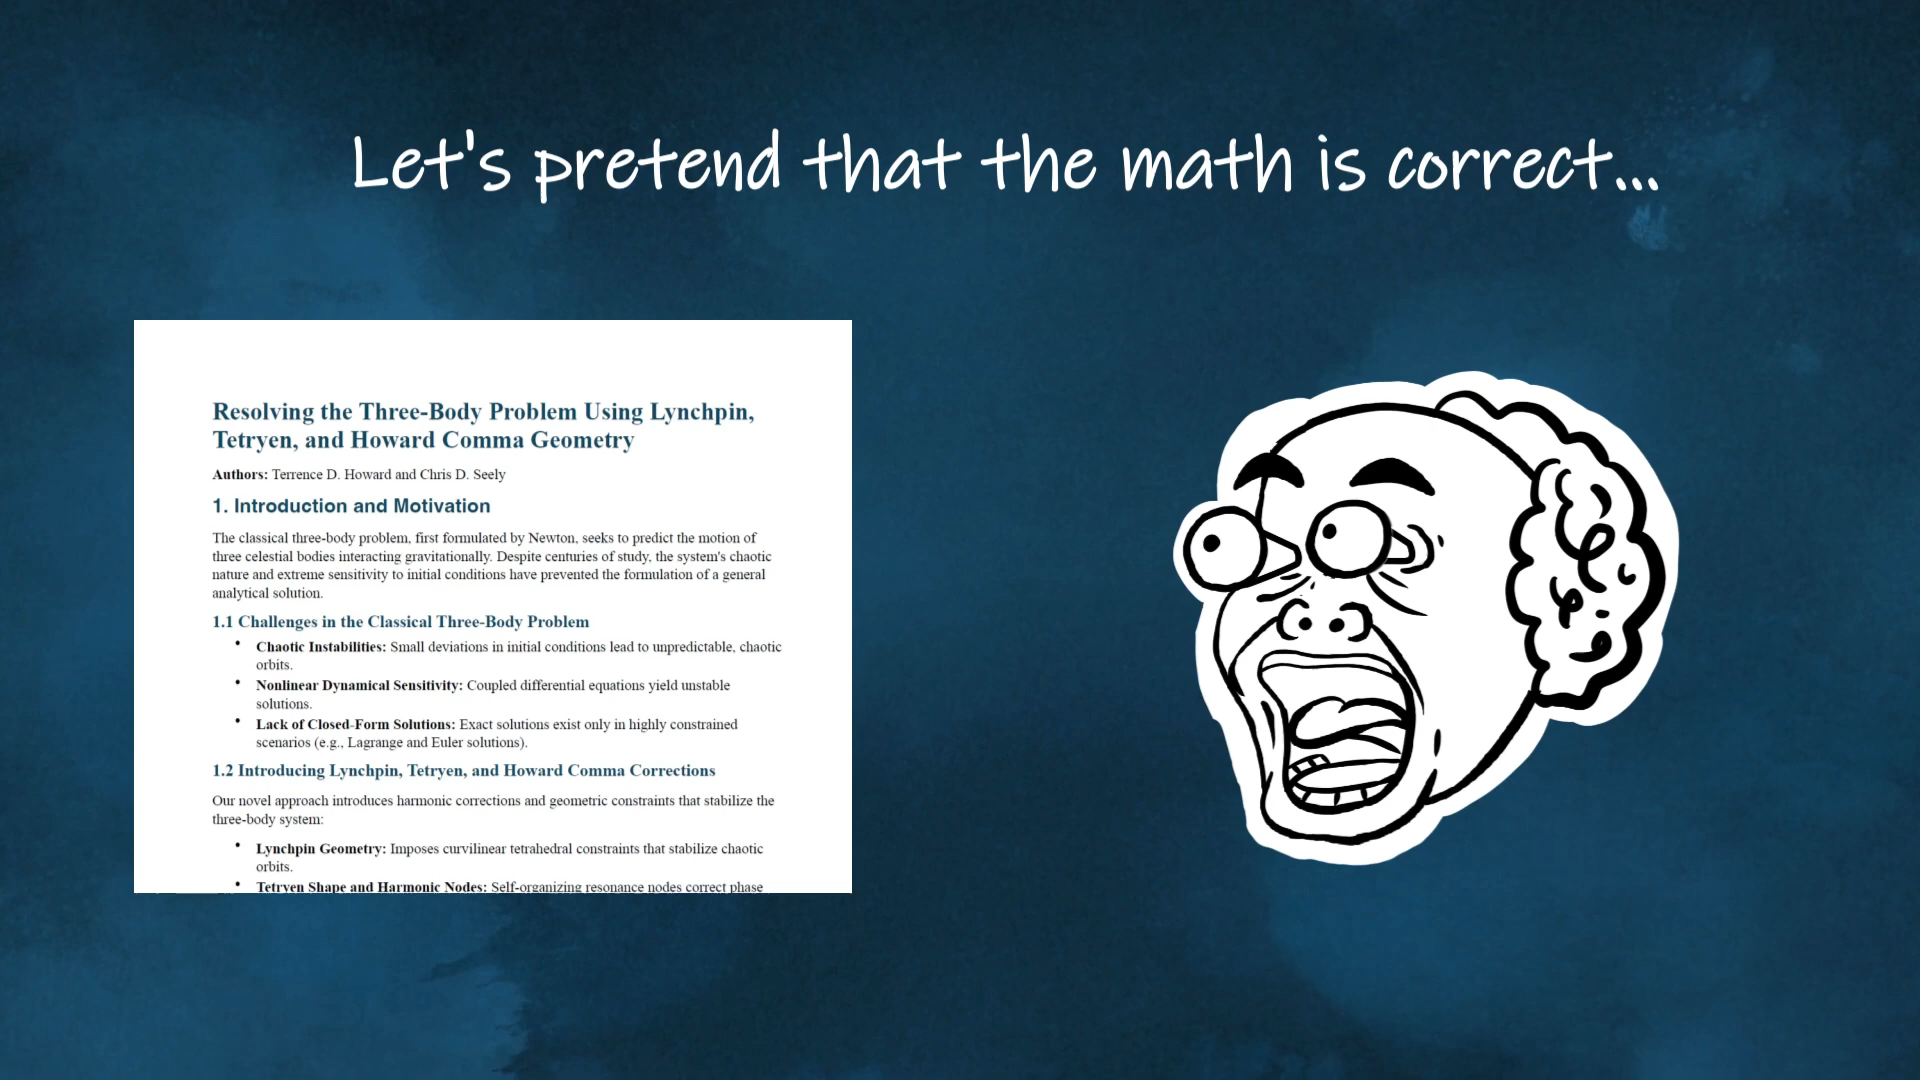 Let's pretend that the math is correct...
Resolving the Three-Body Problem Using Lynchpin,
Tetryen, and Howard Comma Geometry
Authors: Terrence D. Howard and Chris D. Seely
1. Introduction and Motivation
The classical three-body problem, first formulated by Newton, seeks to predict the motion of
three celestial bodies interacting gravitationally. Despite centuries of study, the system's chaotic
nature and extreme sensitivity to initial conditions have prevented the formulation of a general
analytical solution.
1.1 Challenges in the Classical Three-Body Problem
• Chaotic Instabilities: Small deviations in initial conditions lead to unpredictable, chaotic
orbits.
• Nonlinear Dynamical Sensitivity: Coupled differential equations yield unstable
solutions.
• Lack of Closed-Form Solutions: Exact solutions exist only in highly constrained
scenarios (e.g., Lagrange and Euler solutions).
1.2 Introducing Lynchpin, Tetryen, and Howard Comma Corrections
Our novel approach introduces harmonic corrections and geometric constraints that stabilize the
three-body system:
• Lynchpin Geometry: Imposes curvilinear tetrahedral constraints that stabilize chaotic
orbits.
• Tetryen Shape and Harmonic Nodes: Self-organizing resonance nodes correct phase